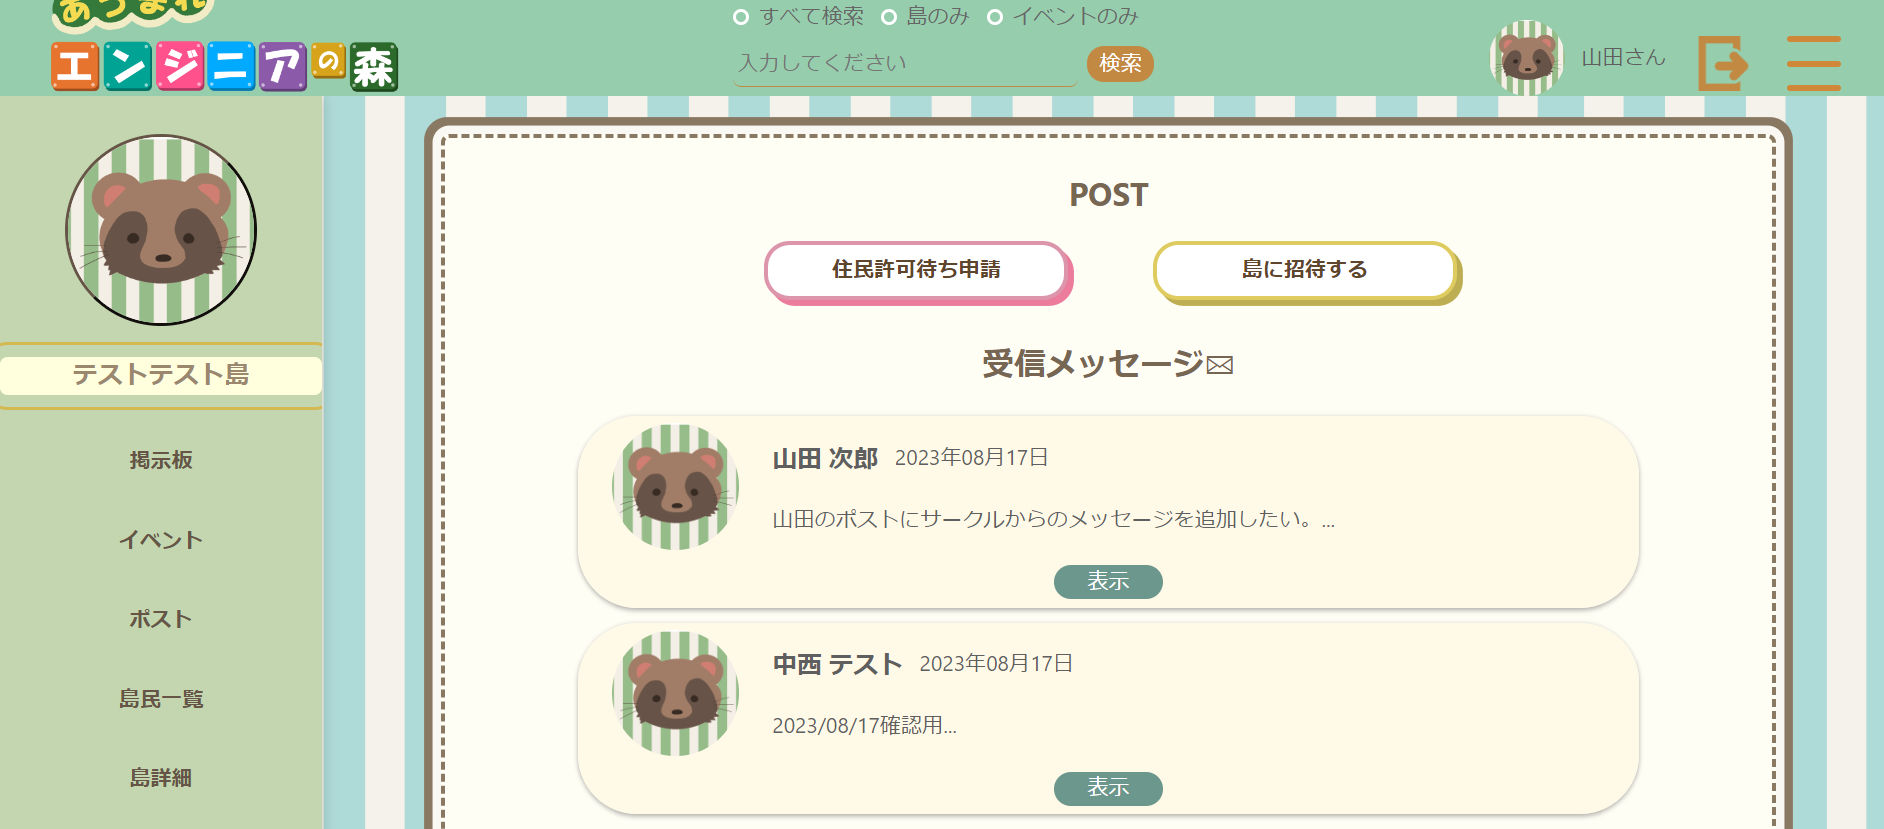 あつまれ
エンジニアの森
すべて検索 島のみ イベントのみ
入力してください 検索
山田さん
テストテスト島
掲示板
イベント
ポスト
島民一覧
島詳細
POST
住民許可待ち申請 島に招待する
受信メッセージ
山田 次郎 2023年08月17日
山田のポストにサークルからのメッセージを追加したい。...
表示
中西 テスト 2023年08月17日
2023/08/17確認用...
表示